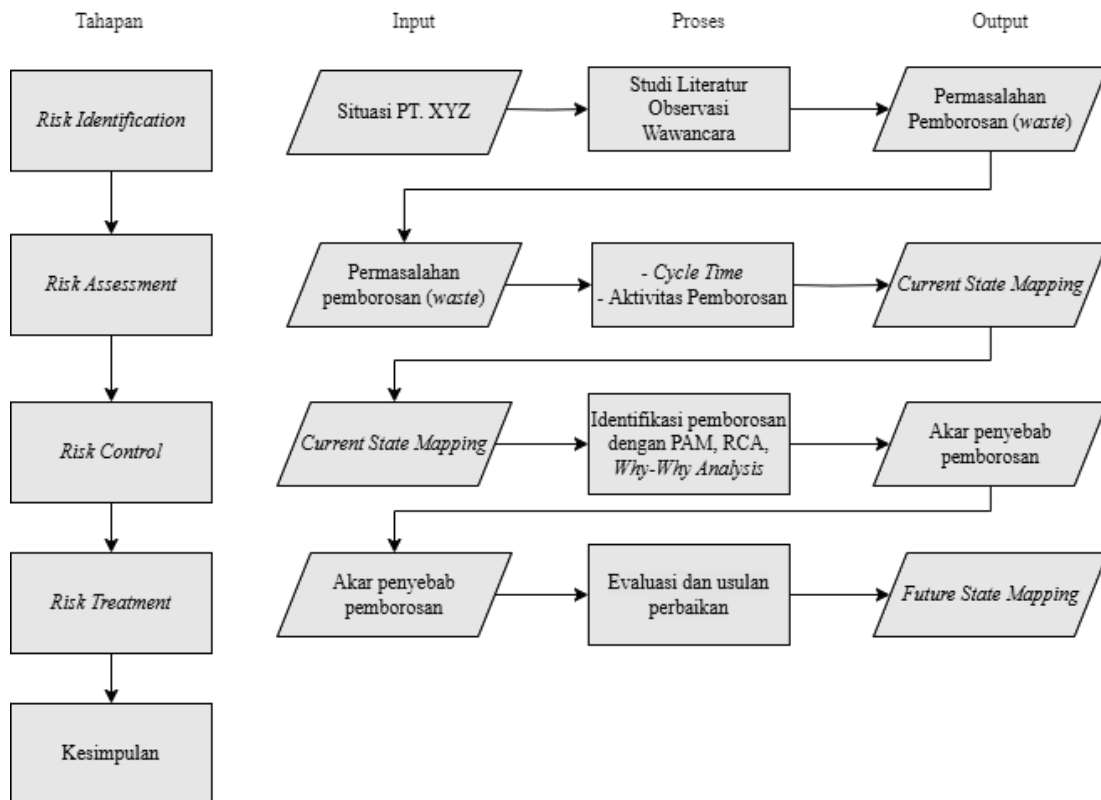 Tahapan
Input
Proses
Output
Risk Identification
Situasi PT. XYZ
Studi Literatur
Observasi
Wawancara
Permasalahan
Pemborosan (waste)
Risk Assessment
Permasalahan
pemborosan (waste)
- Cycle Time
- Aktivitas Pemborosan
Current State Mapping
Risk Control
Current State Mapping
Identifikasi pemborosan
dengan PAM, RCA,
Why-Why Analysis
Akar penyebab
pemborosan
Risk Treatment
Akar penyebab
pemborosan
Evaluasi dan usulan
perbaikan
Future State Mapping
Kesimpulan